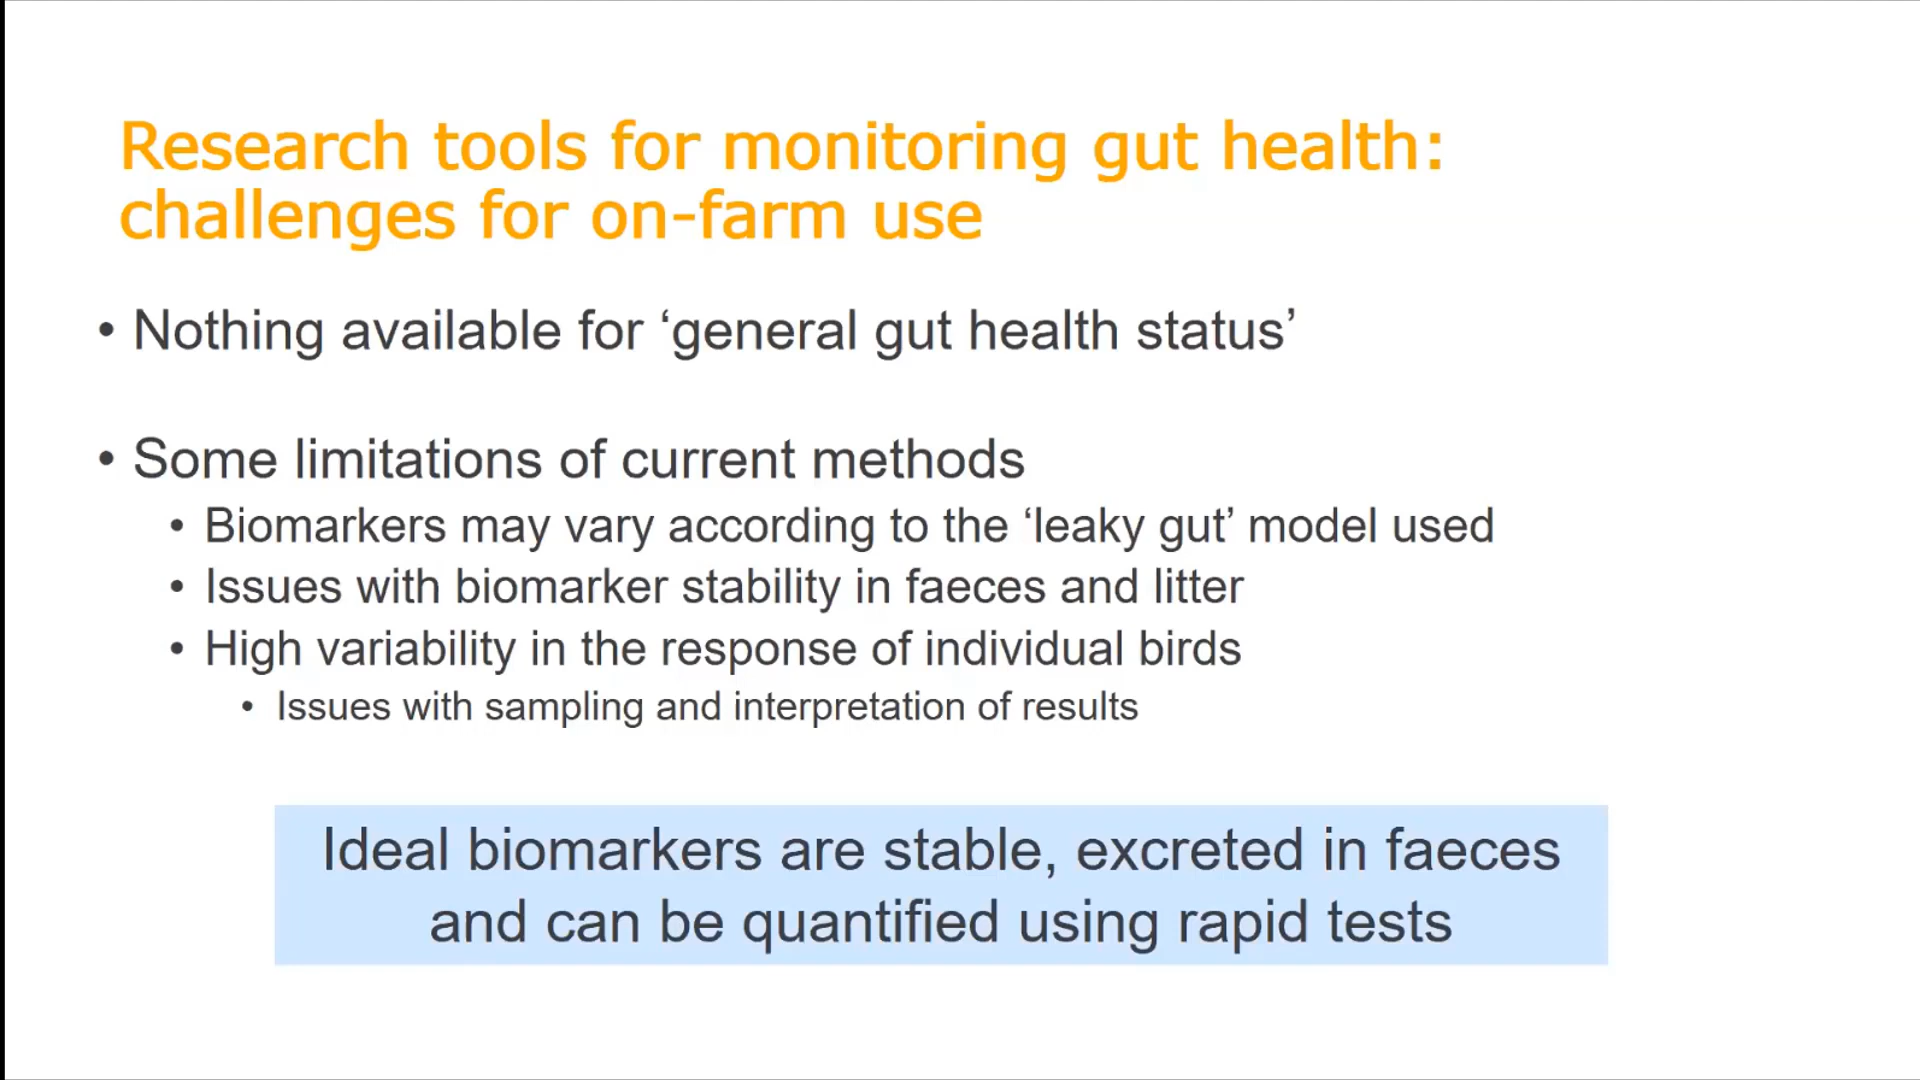 Research tools for monitoring gut health:
challenges for on-farm use
• Nothing available for ‘general gut health status’
• Some limitations of current methods
• Biomarkers may vary according to the ‘leaky gut’ model used
• Issues with biomarker stability in faeces and litter
• High variability in the response of individual birds
• Issues with sampling and interpretation of results
Ideal biomarkers are stable, excreted in faeces
and can be quantified using rapid tests